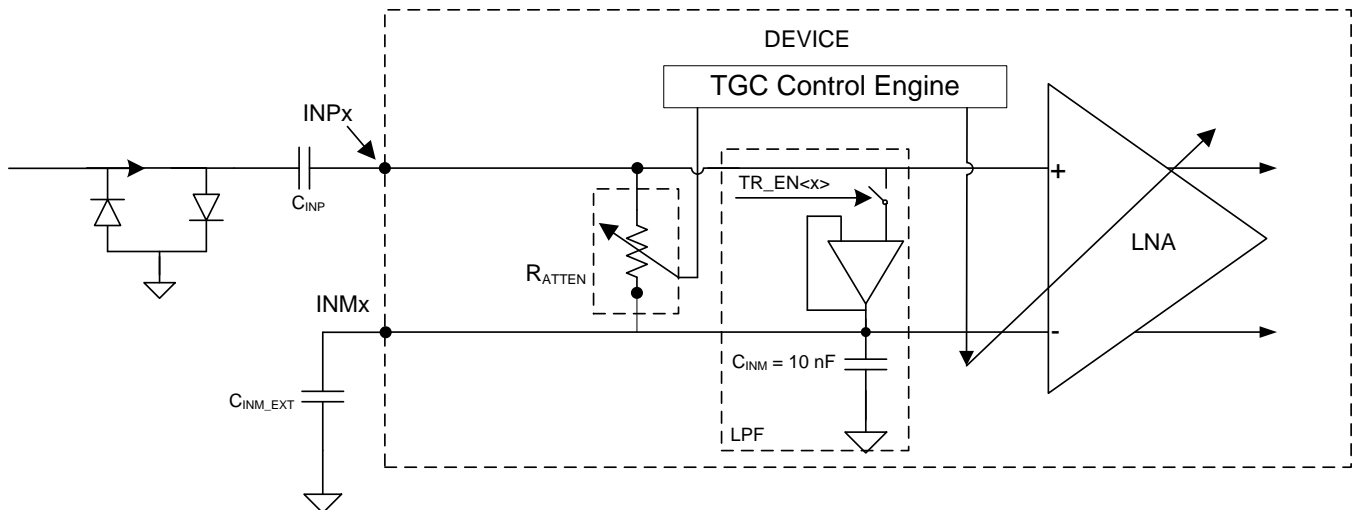 DEVICE
TGC Control Engine
INPx
CINP
TR_EN<x>
+
LNA
RATTEN
INMx
-
CINM = 10 nF
CINM_EXT
LPF